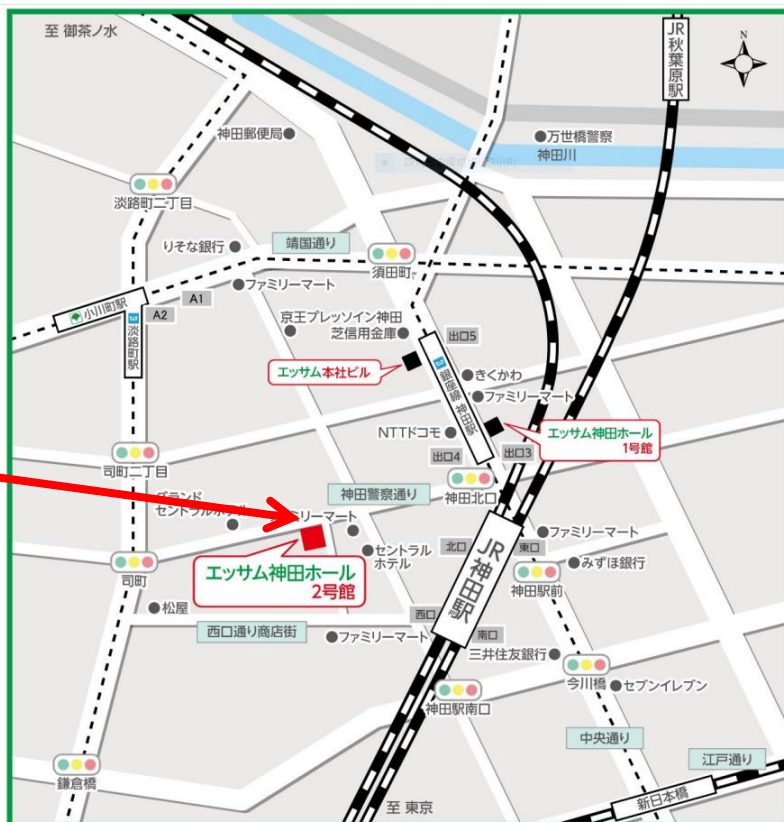 至 御茶ノ水
JR秋葉原駅
N
神田郵便局
万世橋警察
神田川
淡路町二丁目
りそな銀行
靖国通り
須田町
ファミリーマート
小川町駅
A1
A2
淡路町駅
京王プレッソイン神田
芝信用金庫
出口5
エッサム本社ビル
銀座線 神田駅
きくかわ
ファミリーマート
NTTドコモ
エッサム神田ホール
1号館
出口4
出口3
司町二丁目
神田警察通り
神田北口
グランド
セントラルホテル
ミリーマート
セントラル
ホテル
北口
JR神田駅
東口
ファミリーマート
みずほ銀行
司町
エッサム神田ホール
2号館
神田駅前
松屋
西口
西口通り商店街
ファミリーマート
南口
三井住友銀行
今川橋
セブンイレブン
神田駅南口
中央通り
江戸通り
鎌倉橋
新日本橋
至 東京